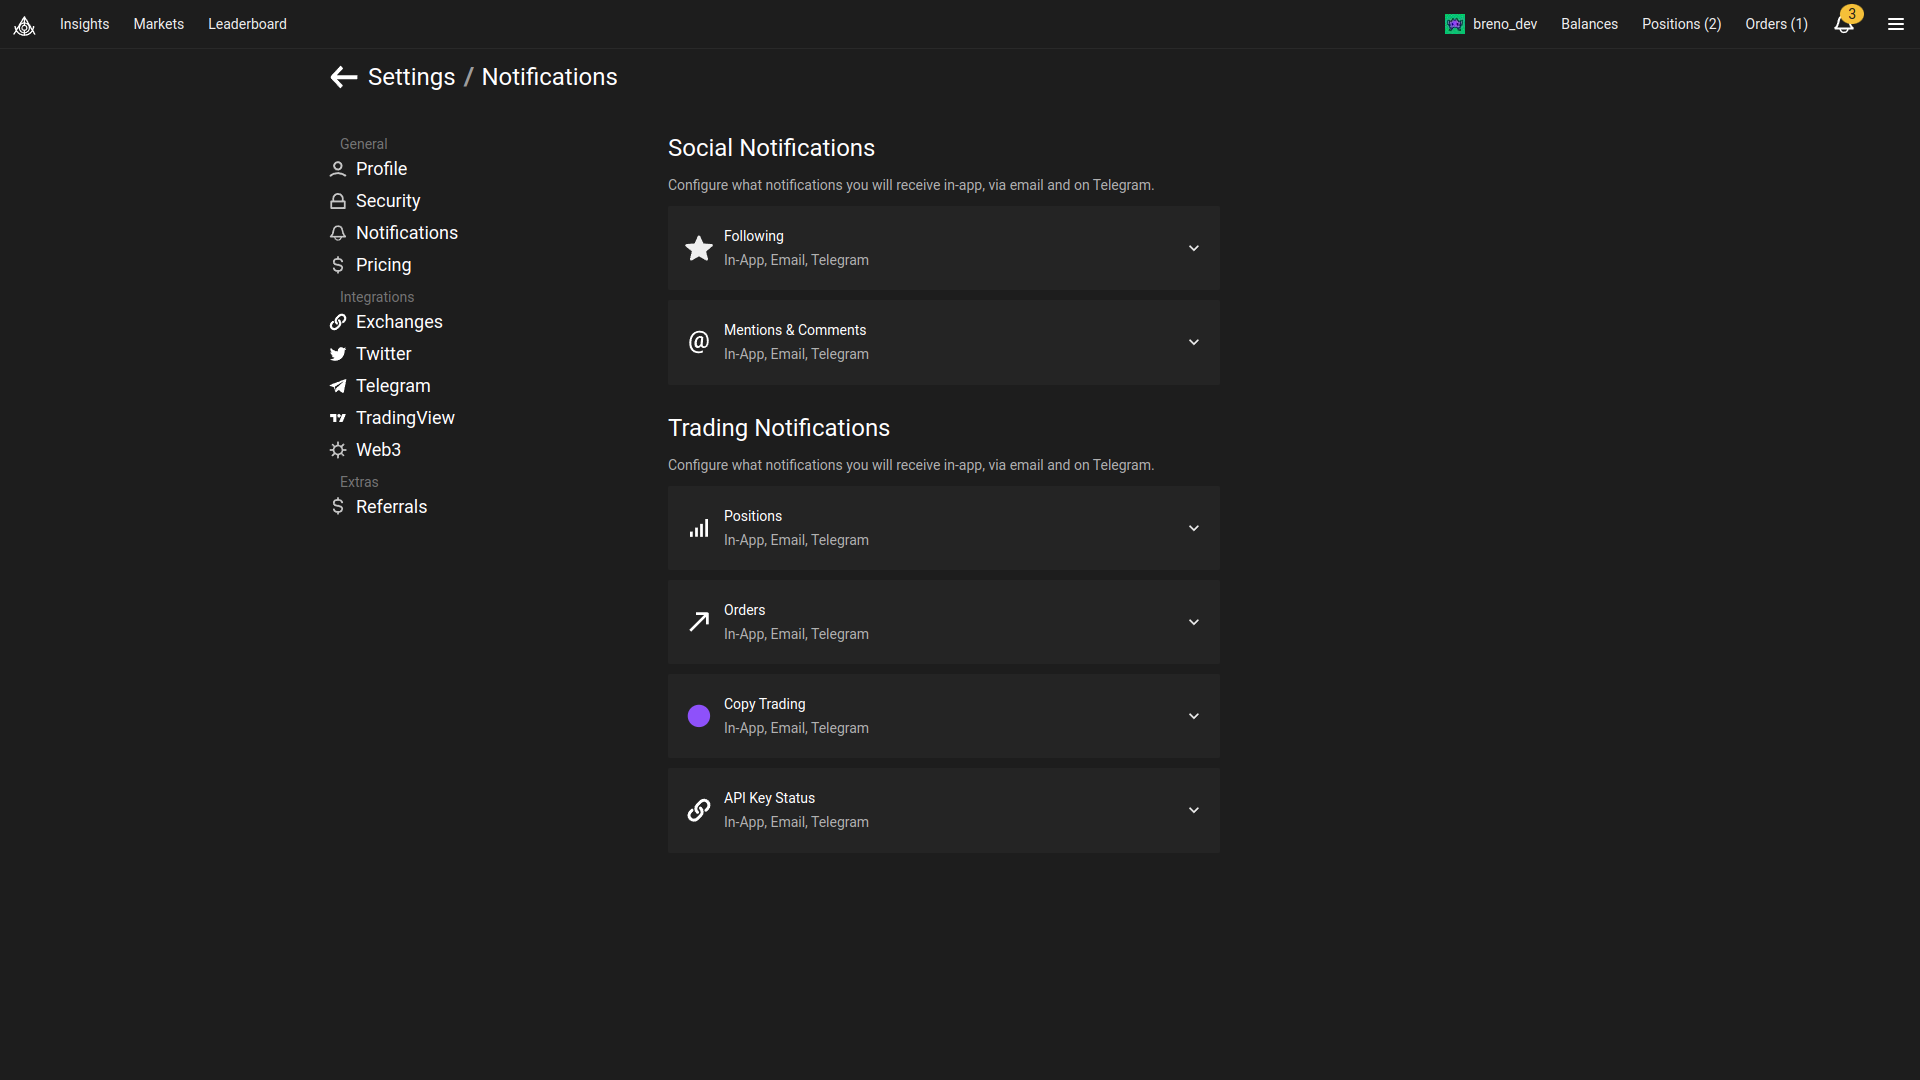 Insights
Markets
Leaderboard
breno_dev
Balances
Positions (2)
Orders (1)
3
Settings / Notifications
General
Profile
Security
Notifications
Pricing
Integrations
Exchanges
Twitter
Telegram
TradingView
Web3
Extras
Referrals
Social Notifications
Configure what notifications you will receive in-app, via email and on Telegram.
Following
In-App, Email, Telegram
@
Mentions & Comments
In-App, Email, Telegram
Trading Notifications
Configure what notifications you will receive in-app, via email and on Telegram.
Positions
In-App, Email, Telegram
Orders
In-App, Email, Telegram
Copy Trading
In-App, Email, Telegram
API Key Status
In-App, Email, Telegram